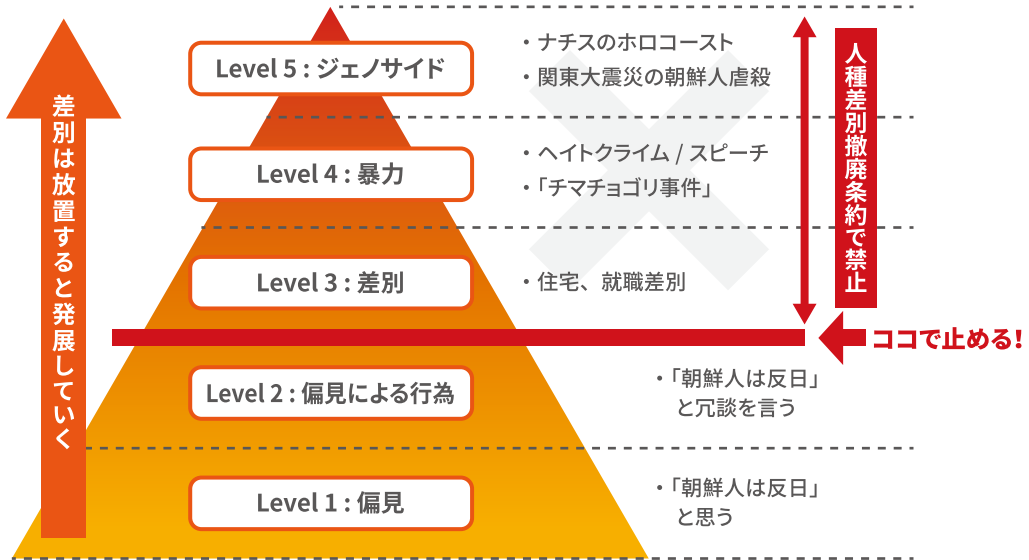 差別は放置すると発展していく
Level 5 : ジェノサイド
・ナチスのホロコースト
・関東大震災の朝鮮人虐殺
Level 4 : 暴力
・ヘイトクライム / スピーチ
・「チマチョゴリ事件」
Level 3 : 差別
・住宅、就職差別
人種差別撤廃条約で禁止
ココで止める!
Level 2 : 偏見による行為
・「朝鮮人は反日」
と冗談を言う
Level 1 : 偏見
・「朝鮮人は反日」
と思う